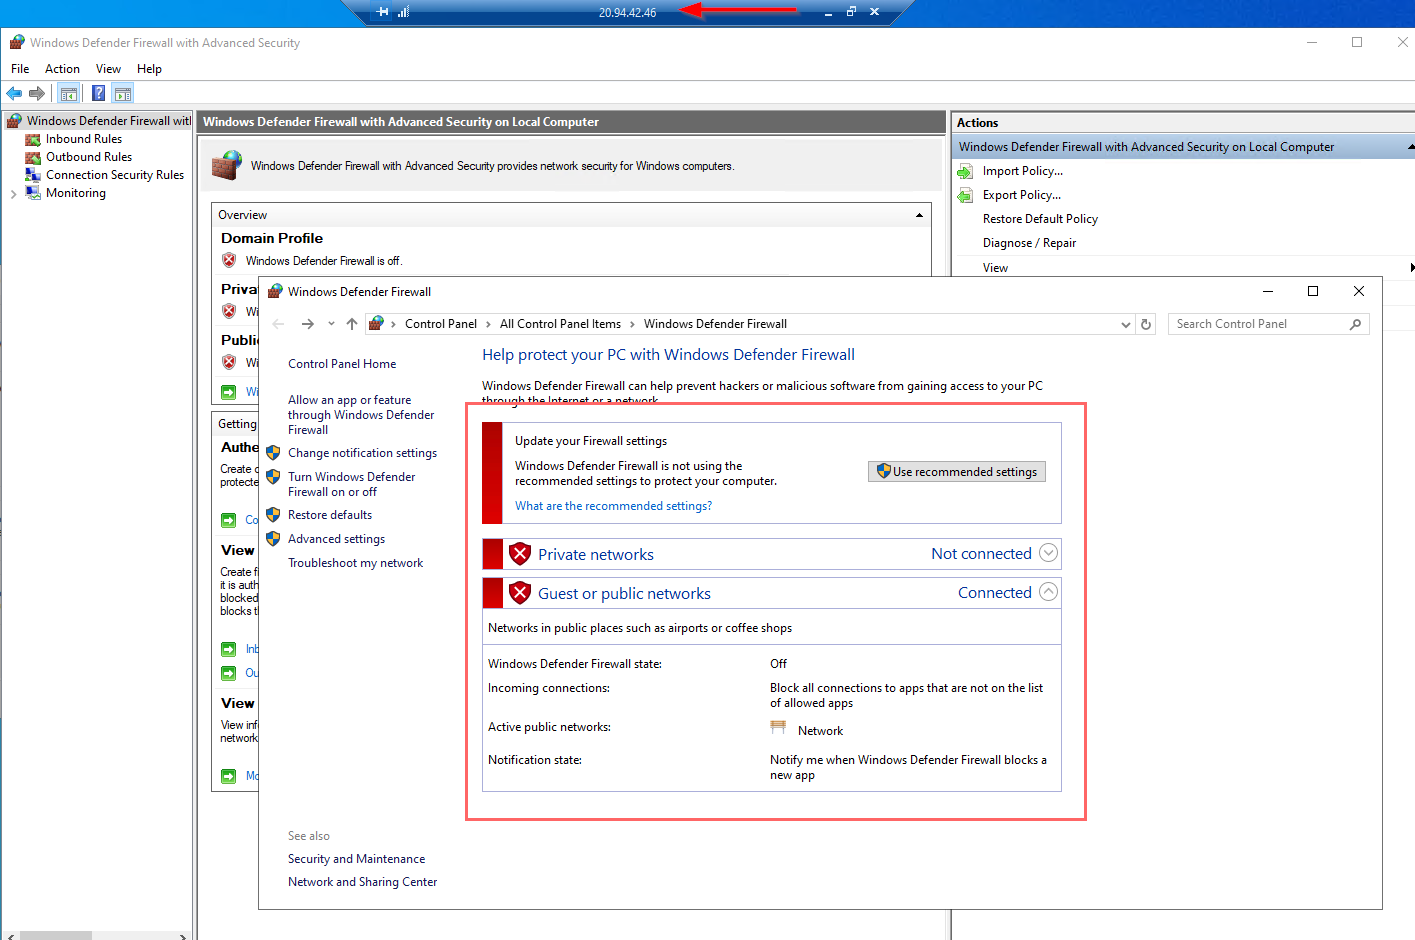 20.94.42.46
Windows Defender Firewall with Advanced Security
File Action View Help
Windows Defender Firewall wit
Inbound Rules
Outbound Rules
Connection Security Rules
Monitoring
Windows Defender Firewall with Advanced Security on Local Computer
Windows Defender Firewall with Advanced Security provides network security for Windows computers.
Overview
Domain Profile
Windows Defender Firewall is off.
Priva
Wi
Publi
Wi
Wi
Getting
Authe
Create c
protecte
Co
View
Create f
it is auth
blocked
blocks t
Inb
Ou
View
View inf
network
Mo
Actions
Windows Defender Firewall with Advanced Security on Local Computer
Import Policy...
Export Policy...
Restore Default Policy
Diagnose / Repair
View
Windows Defender Firewall
Control Panel > All Control Panel Items > Windows Defender Firewall
Search Control Panel
Control Panel Home
Allow an app or feature
through Windows Defender
Firewall
Change notification settings
Turn Windows Defender
Firewall on or off
Restore defaults
Advanced settings
Troubleshoot my network
See also
Security and Maintenance
Network and Sharing Center
Help protect your PC with Windows Defender Firewall
Windows Defender Firewall can help prevent hackers or malicious software from gaining access to your PC
through the Internet or a network.
Update your Firewall settings
Windows Defender Firewall is not using the
recommended settings to protect your computer.
What are the recommended settings?
Use recommended settings
Private networks Not connected
Guest or public networks Connected
Networks in public places such as airports or coffee shops
Windows Defender Firewall state: Off
Incoming connections: Block all connections to apps that are not on the list
of allowed apps
Active public networks: Network
Notification state: Notify me when Windows Defender Firewall blocks a
new app